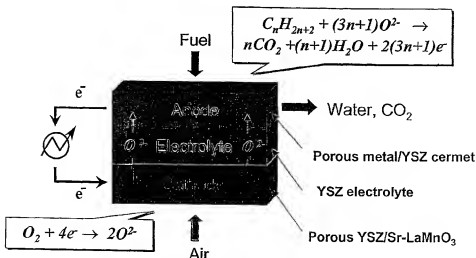 CₙH₂ₙ₊₂ + (3n+1)O²⁻ →
nCO₂ +(n+1)H₂O + 2(3n+1)e⁻
Fuel
e⁻
Anode
Water, CO₂
O²⁻ Electrolyte O²⁻
Porous metal/YSZ cermet
YSZ electrolyte
Cathode
e⁻
Porous YSZ/Sr-LaMnO₃
O₂ + 4e⁻ → 2O²⁻
Air